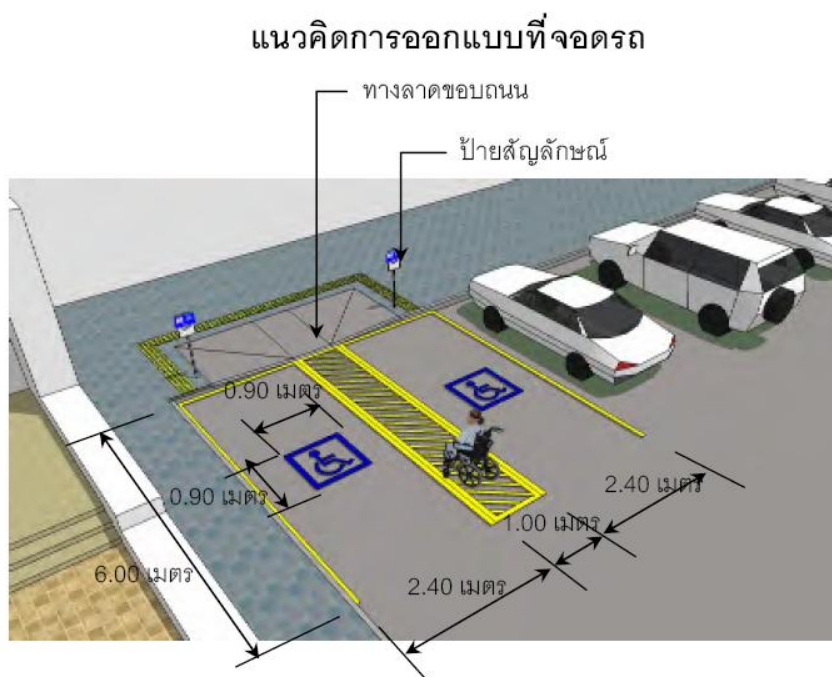 แนวคิดการออกแบบที่จอดรถ
ทางลาดขอบถนน
ป้ายสัญลักษณ์
0.90 เมตร
0.90 เมตร
6.00 เมตร
2.40 เมตร
1.00 เมตร
2.40 เมตร